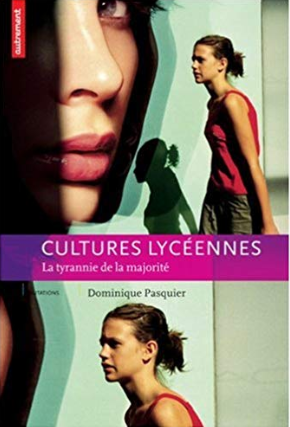 autrement
CULTURES LYCÉENNES
La tyrannie de la majorité
Dominique Pasquier